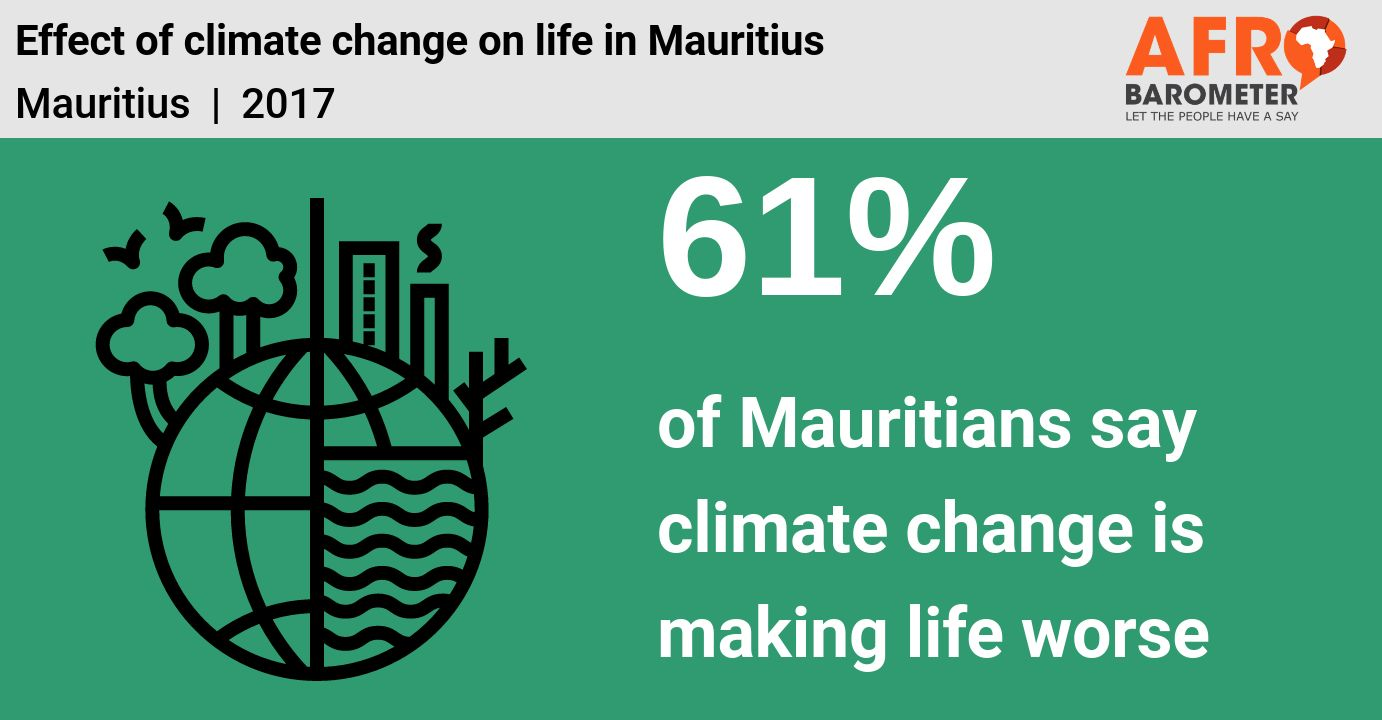 Effect of climate change on life in Mauritius
Mauritius | 2017
AFRO
BAROMETER
LET THE PEOPLE HAVE A SAY
61%
of Mauritians say
climate change is
making life worse